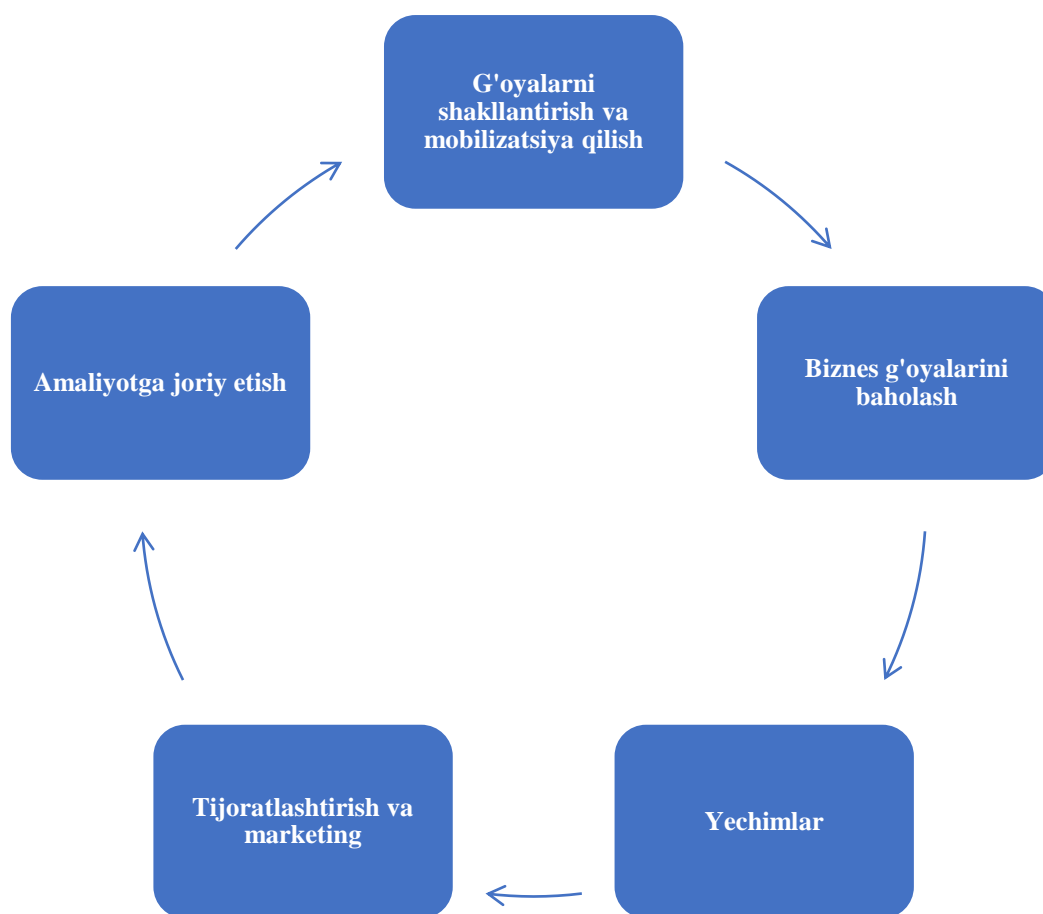 G'oyalarni
shakllantirish va
mobilizatsiya qilish
Biznes g'oyalarini
baholash
Yechimlar
Tijoratlashtirish va
marketing
Amaliyotga joriy etish